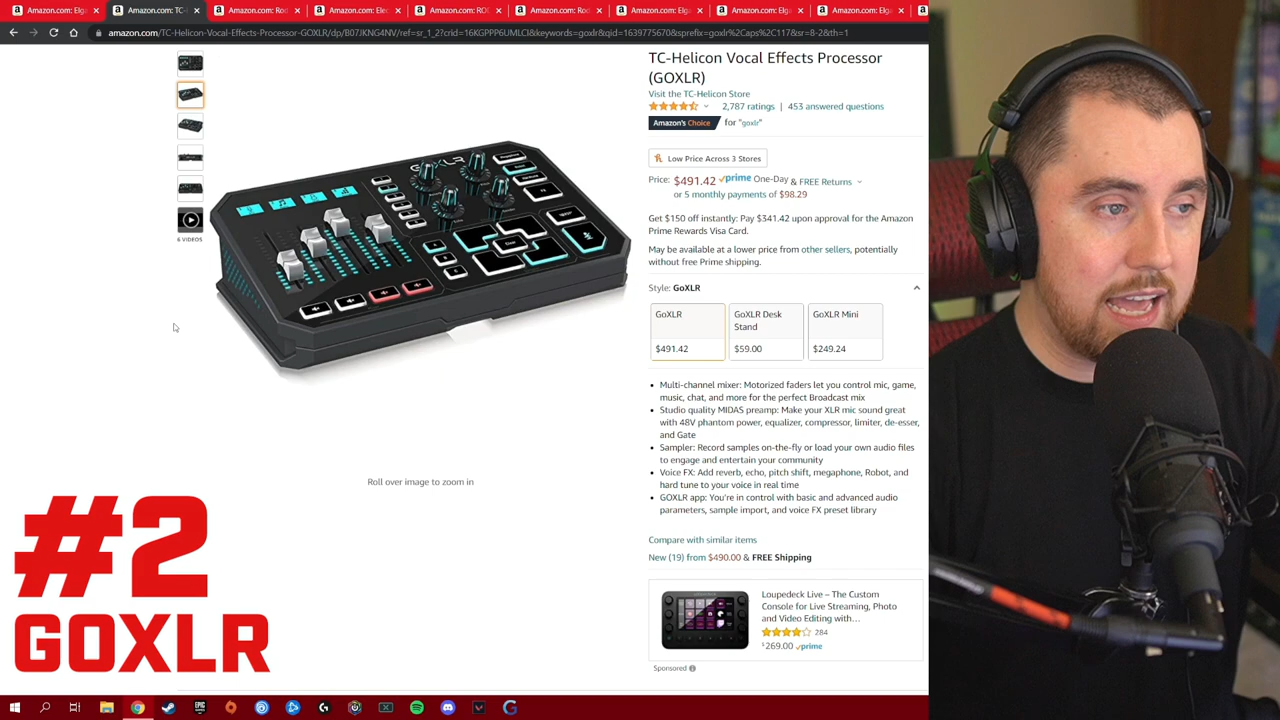 Amazon.com: Elg
Amazon.com: TC-
Amazon.com: Rod
Amazon.com: Elec
Amazon.com: ROD
Amazon.com: Rod
Amazon.com: Elga
Amazon.com: Elg
Amazon.com: Elga
amazon.com/TC-Helicon-Vocal-Effects-Processor-GOXLR/dp/B07JKNG4NV/ref=sr_1_2?crid=16KGPPP6UMLCI&keywords=goxlr&qid=1639775670&sprefix=goxlr%2Caps%2C117&sr=8-2&th=1
6 VIDEOS
GOXLR
Roll over image to zoom in
TC-Helicon Vocal Effects Processor
(GOXLR)
Visit the TC-Helicon Store
2,787 ratings | 453 answered questions
Amazon's Choice for "goxlr"
Low Price Across 3 Stores
Price: $491.42 prime One-Day & FREE Returns
or 5 monthly payments of $98.29
Get $150 off instantly: Pay $341.42 upon approval for the Amazon
Prime Rewards Visa Card.
May be available at a lower price from other sellers, potentially
without free Prime shipping.
Style: GoXLR
GoXLR
$491.42
GoXLR Desk
Stand
$59.00
GoXLR Mini
$249.24
• Multi-channel mixer: Motorized faders let you control mic, game,
music, chat, and more for the perfect Broadcast mix
• Studio quality MIDAS preamp: Make your XLR mic sound great
with 48V phantom power, equalizer, compressor, limiter, de-esser,
and Gate
• Sampler: Record samples on-the-fly or load your own audio files
to engage and entertain your community
• Voice FX: Add reverb, echo, pitch shift, megaphone, Robot, and
hard tune to your voice in real time
• GOXLR app: You're in control with basic and advanced audio
parameters, sample import, and voice FX preset library
Compare with similar items
New (19) from $490.00 & FREE Shipping
Loupedeck Live – The Custom
Console for Live Streaming, Photo
and Video Editing with…
284
$269.00 prime
Sponsored
#2
GOXLR